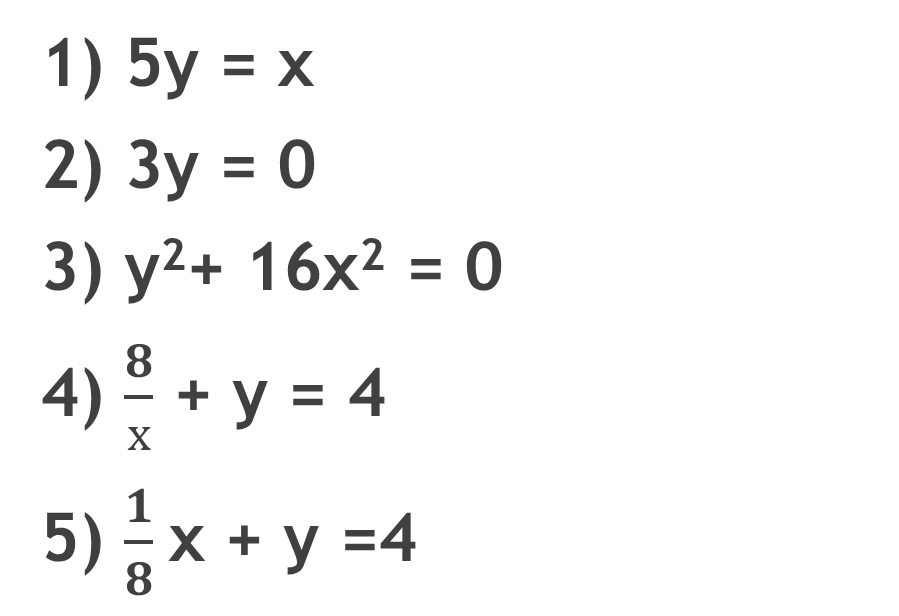 1) 5y = x
2) 3y = 0
3) y²+ 16x² = 0
4) 8/x + y = 4
5) 1/8 x + y =4